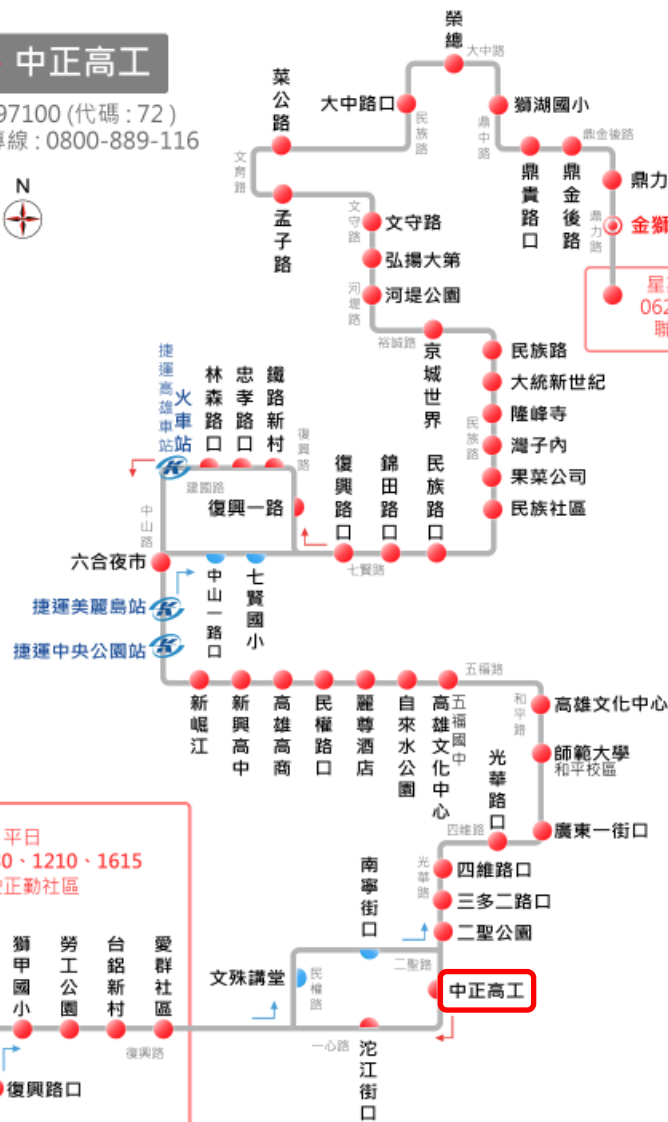 中正高工
97100 (代碼 : 72 )
專線 : 0800-889-116
N
榮總
大中路
大中路口
民族路
菜公路
文育路
孟子路
獅湖國小
鼎中路
鼎金後路
鼎貴路口
鼎金後路
鼎力
鼎力路
金獅
星
062
聯
文守路
文守路
弘揚大第
河堤公園
河堤路
裕誠路
京城世界
民族路
大統新世紀
隆峰寺
灣子內
果菜公司
民族社區
民族路
捷運高雄車站
火車站
林森路口
忠孝路口
鐵路新村
復興路
建國路
復興一路
復興路口
錦田路口
民族路口
七賢路
中山路
六合夜市
中山一路口
七賢國小
捷運美麗島站
捷運中央公園站
新崛江
新興高中
高雄高商
民權路口
麗尊酒店
自來水公園
高雄文化中心
五福國中
五福路
和平路
高雄文化中心
師範大學
和平校區
廣東一街口
光華路口
四維路
光華路
四維路口
三多二路口
二聖公園
南寧街口
二聖路
文殊講堂
民權路
中正高工
一心路
沱江街口
平日
0、1210、1615
正勤社區
獅甲國小
勞工公園
台鋁新村
愛群社區
復興路
復興路口